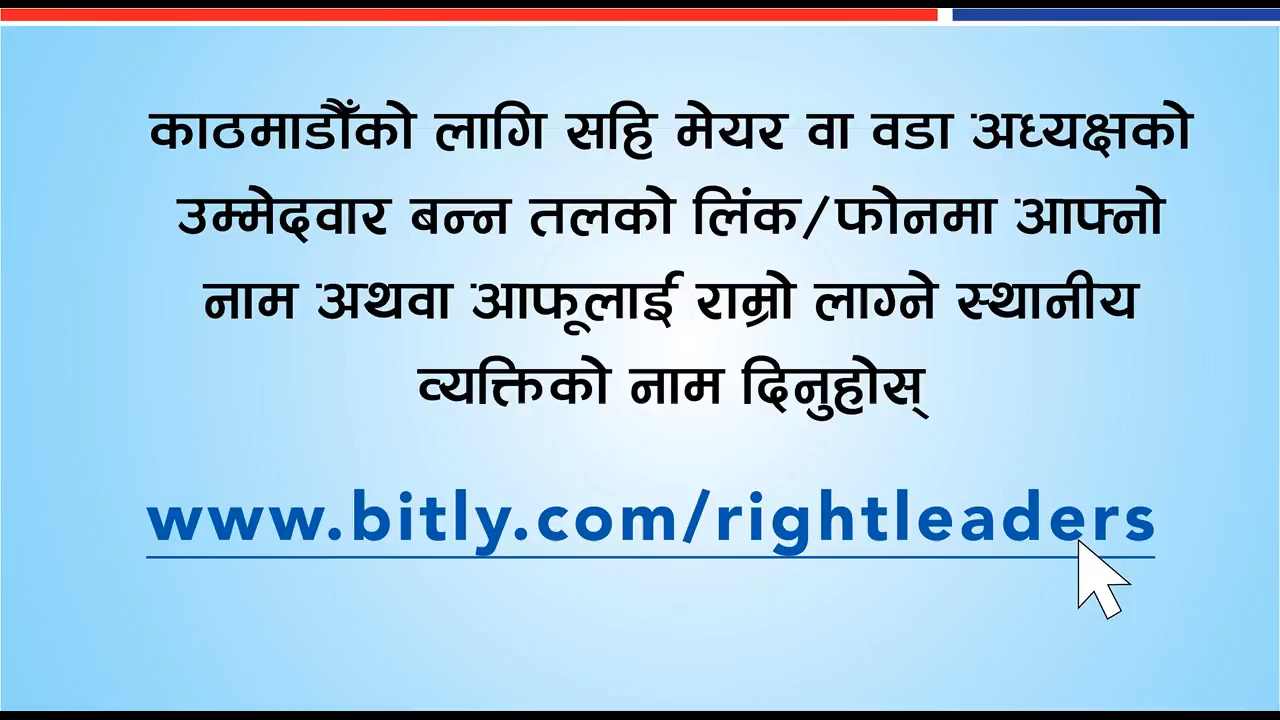 काठमाडौँको लागि सहि मेयर वा वडा अध्यक्षको
उम्मेदवार बन्न तलको लिंक/फोनमा आफ्नो
नाम अथवा आफूलाई राम्रो लाग्ने स्थानीय
व्यक्तिको नाम दिनुहोस्
www.bitly.com/rightleaders